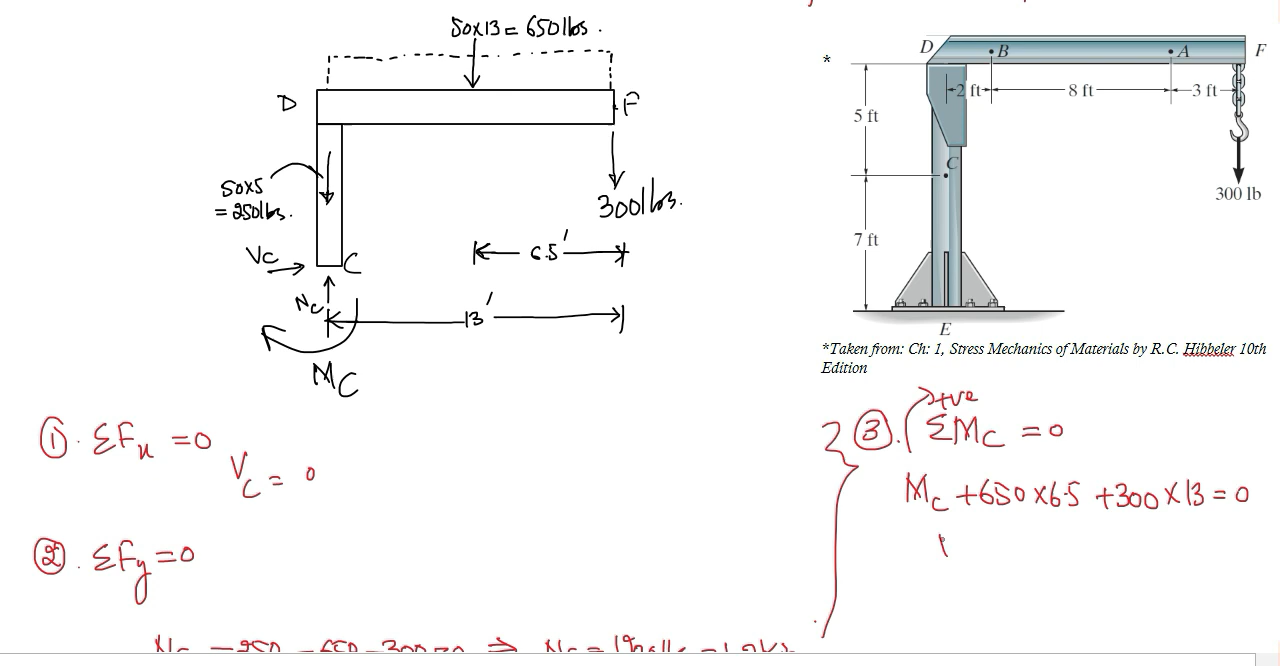 50x13 = 650 lbs.
D
F
50x5
= 250lbs.
300lbs.
Vc
C
6.5'
Nc
13'
Mc
① ΣFx = 0
Vc = 0
② ΣFy = 0
*
D
B
A
F
2 ft
8 ft
3 ft
5 ft
C
300 lb
7 ft
E
*Taken from: Ch: 1, Stress Mechanics of Materials by R.C. Hibbeler 10th
Edition
+ve
③ ΣMc = 0
Mc + 650 x 6.5 + 300 x 13 = 0